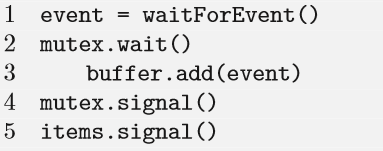 1 event = waitForEvent()
2 mutex.wait()
3 buffer.add(event)
4 mutex.signal()
5 items.signal()